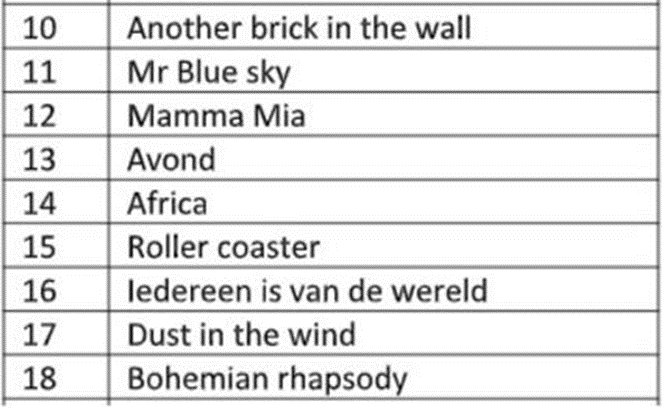 10 Another brick in the wall
11 Mr Blue sky
12 Mamma Mia
13 Avond
14 Africa
15 Roller coaster
16 Iedereen is van de wereld
17 Dust in the wind
18 Bohemian rhapsody